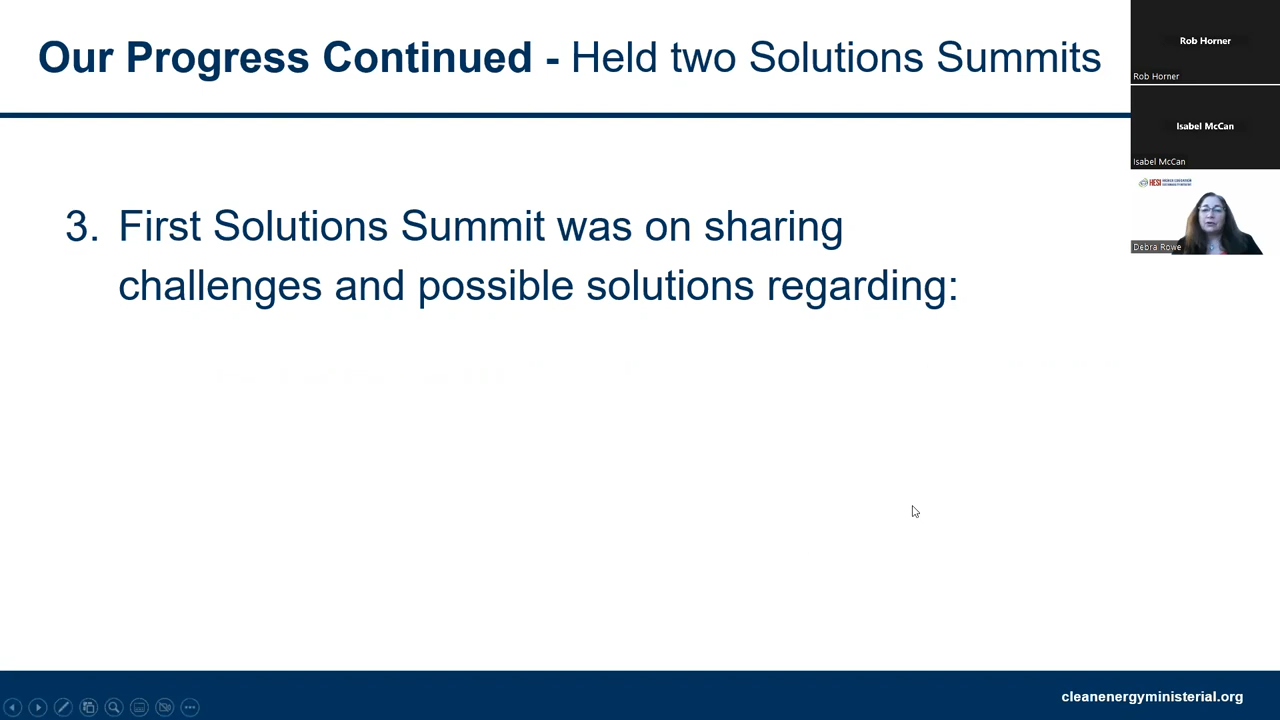 Our Progress Continued - Held two Solutions Summits
3. First Solutions Summit was on sharing
challenges and possible solutions regarding:
Rob Horner
Rob Horner
Isabel McCan
Isabel McCan
HESI
Debra Rowe
cleanenergyministerial.org